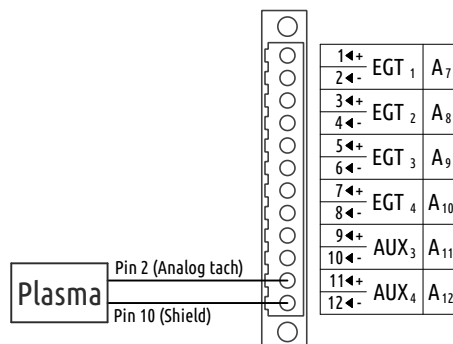 1◄+
2◄-
EGT 1
A7
3◄+
4◄-
EGT 2
A8
5◄+
6◄-
EGT 3
A9
7◄+
8◄-
EGT 4
A10
9◄+
10◄-
AUX3
A11
11◄+
12◄-
AUX4
A12
Plasma
Pin 2 (Analog tach)
Pin 10 (Shield)